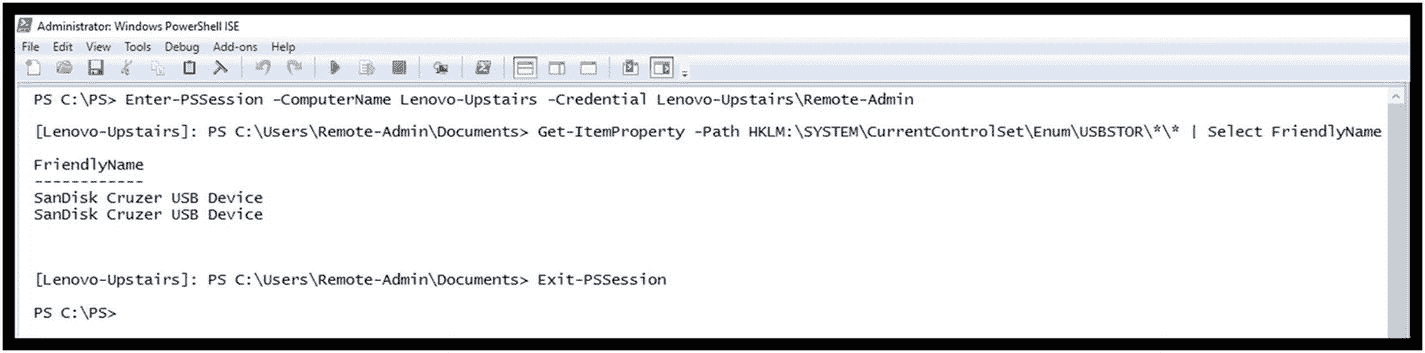 Administrator: Windows PowerShell ISE
File Edit View Tools Debug Add-ons Help
PS C:\PS> Enter-PSSession -ComputerName Lenovo-Upstairs -Credential Lenovo-Upstairs\Remote-Admin
[Lenovo-Upstairs]: PS C:\Users\Remote-Admin\Documents> Get-ItemProperty -Path HKLM:\SYSTEM\CurrentControlSet\Enum\USBSTOR\*\* | Select FriendlyName
FriendlyName
------------
SanDisk Cruzer USB Device
SanDisk Cruzer USB Device
[Lenovo-Upstairs]: PS C:\Users\Remote-Admin\Documents> Exit-PSSession
PS C:\PS>